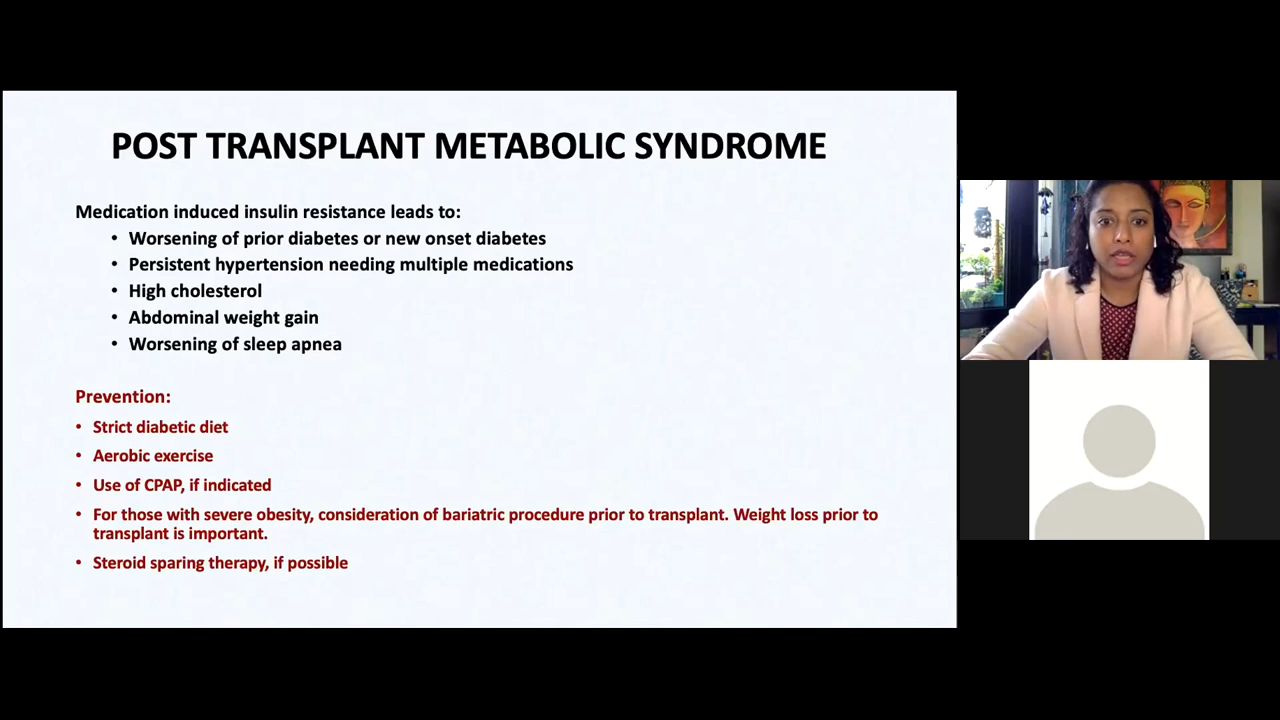 POST TRANSPLANT METABOLIC SYNDROME
Medication induced insulin resistance leads to:
• Worsening of prior diabetes or new onset diabetes
• Persistent hypertension needing multiple medications
• High cholesterol
• Abdominal weight gain
• Worsening of sleep apnea
Prevention:
• Strict diabetic diet
• Aerobic exercise
• Use of CPAP, if indicated
• For those with severe obesity, consideration of bariatric procedure prior to transplant. Weight loss prior to
transplant is important.
• Steroid sparing therapy, if possible